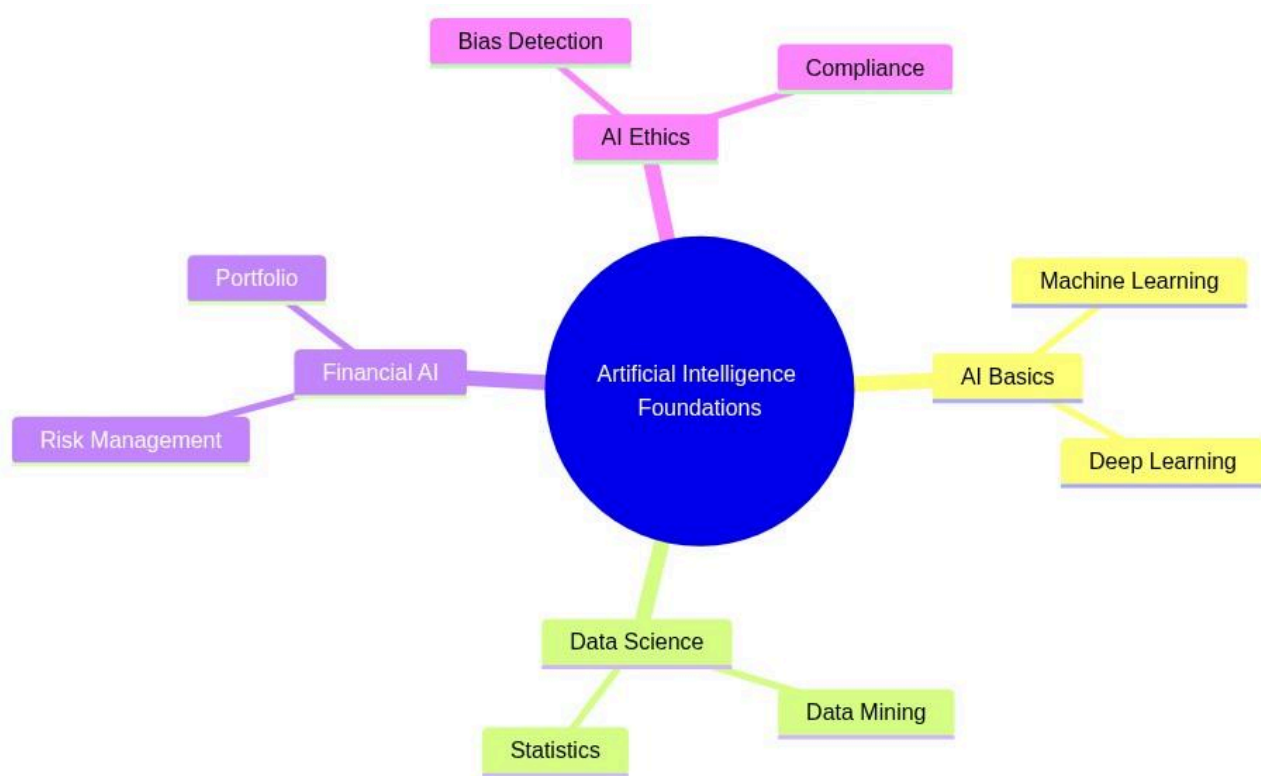 Bias Detection
Compliance
AI Ethics
Portfolio
Machine Learning
Financial AI
Artificial Intelligence
Foundations
AI Basics
Risk Management
Deep Learning
Data Science
Data Mining
Statistics